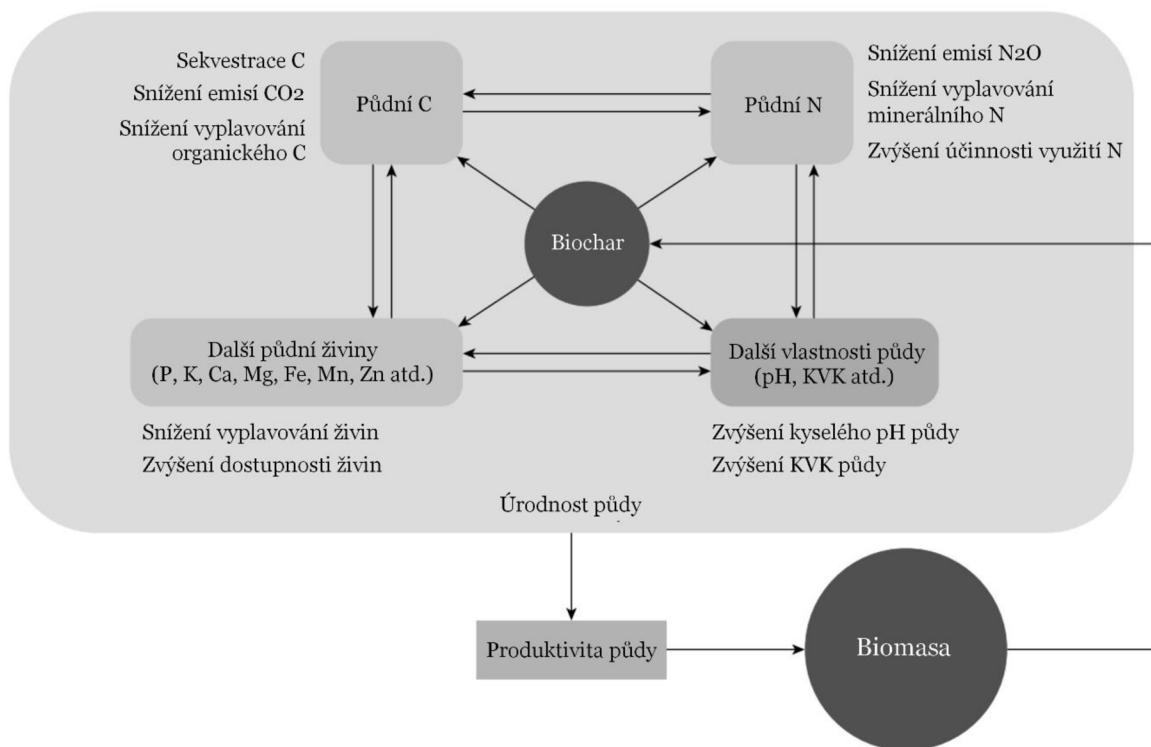 Sekvestrace C
Snížení emisí CO2
Snížení vyplavování
organického C
Půdní C
Půdní N
Snížení emisí N2O
Snížení vyplavování
minerálního N
Zvýšení účinnosti využití N
Biochar
Další půdní živiny
(P, K, Ca, Mg, Fe, Mn, Zn atd.)
Další vlastnosti půdy
(pH, KVK atd.)
Snížení vyplavování živin
Zvýšení dostupnosti živin
Zvýšení kyselého pH půdy
Zvýšení KVK půdy
Úrodnost půdy
Produktivita půdy
Biomasa